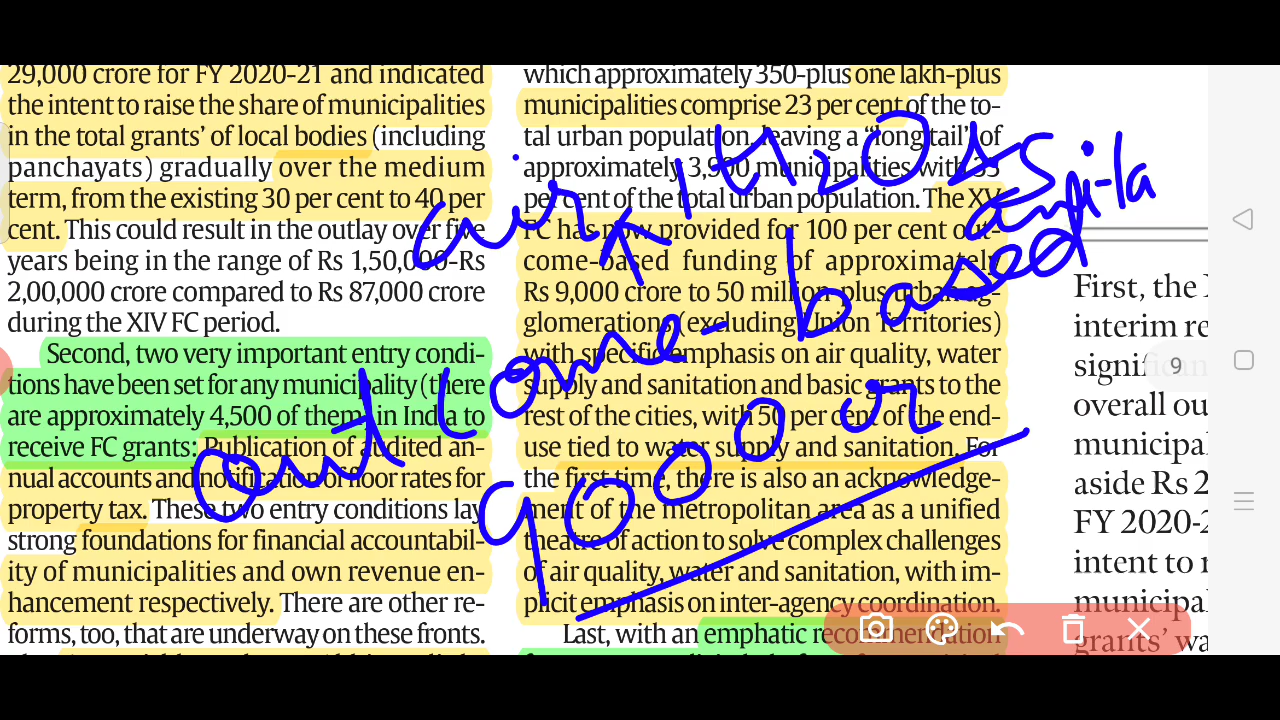 29,000 crore for FY 2020-21 and indicated
the intent to raise the share of municipalities
in the total grants' of local bodies (including
panchayats) gradually over the medium
term, from the existing 30 per cent to 40 per
cent. This could result in the outlay over five
years being in the range of Rs 1,50,000-Rs
2,00,000 crore compared to Rs 87,000 crore
during the XIV FC period.
Second, two very important entry condi-
tions have been set for any municipality (there
are approximately 4,500 of them in India to
receive FC grants: Publication of audited an-
nual accounts and notification of floor rates for
property tax. These two entry conditions lay
strong foundations for financial accountabil-
ity of municipalities and own revenue en-
hancement respectively. There are other re-
forms, too, that are underway on these fronts.
which approximately 350-plus one lakh-plus
municipalities comprise 23 per cent of the to-
tal urban population, leaving a "long tail" of
approximately 3,900 municipalities with 33
per cent of the total urban population. The XV
FC has now provided for 100 per cent out-
come-based funding of approximately
Rs 9,000 crore to 50 million-plus urban ag-
glomerations (excluding Union Territories)
with specific emphasis on air quality, water
supply and sanitation and basic grants to the
rest of the cities, with 50 per cent of the end-
use tied to water supply and sanitation. For
the first time, there is also an acknowledge-
ment of the metropolitan area as a unified
theatre of action to solve complex challenges
of air quality, water and sanitation, with im-
plicit emphasis on inter-agency coordination.
Last, with an emphatic recommendation
air
outcome-based
9000 cr
First, the
interim re
overall ou
municipal
aside Rs 2
FY 2020-2
intent to r
municipal
grants' wa
9